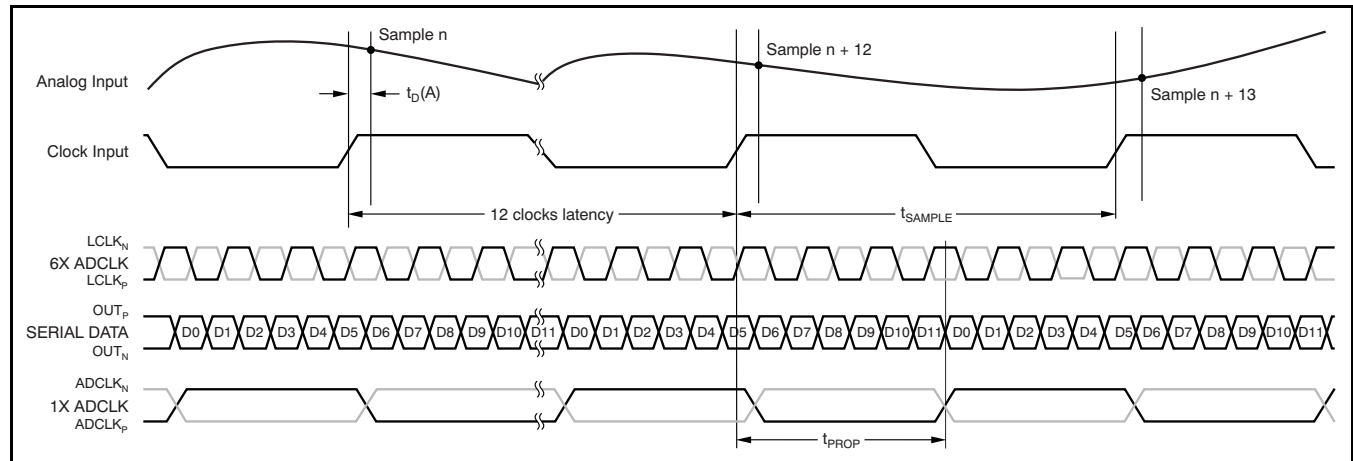 Sample n
Sample n + 12
Analog Input
tD(A)
Sample n + 13
Clock Input
12 clocks latency
tSAMPLE
LCLKN
6X ADCLK
LCLKP
OUTP
SERIAL DATA
D0 D1 D2 D3 D4 D5 D6 D7 D8 D9 D10 D11 D0 D1 D2 D3 D4 D5 D6 D7 D8 D9 D10 D11 D0 D1 D2 D3 D4 D5 D6 D7 D8 D9 D10 D11
OUTN
ADCLKN
1X ADCLK
ADCLKP
tPROP